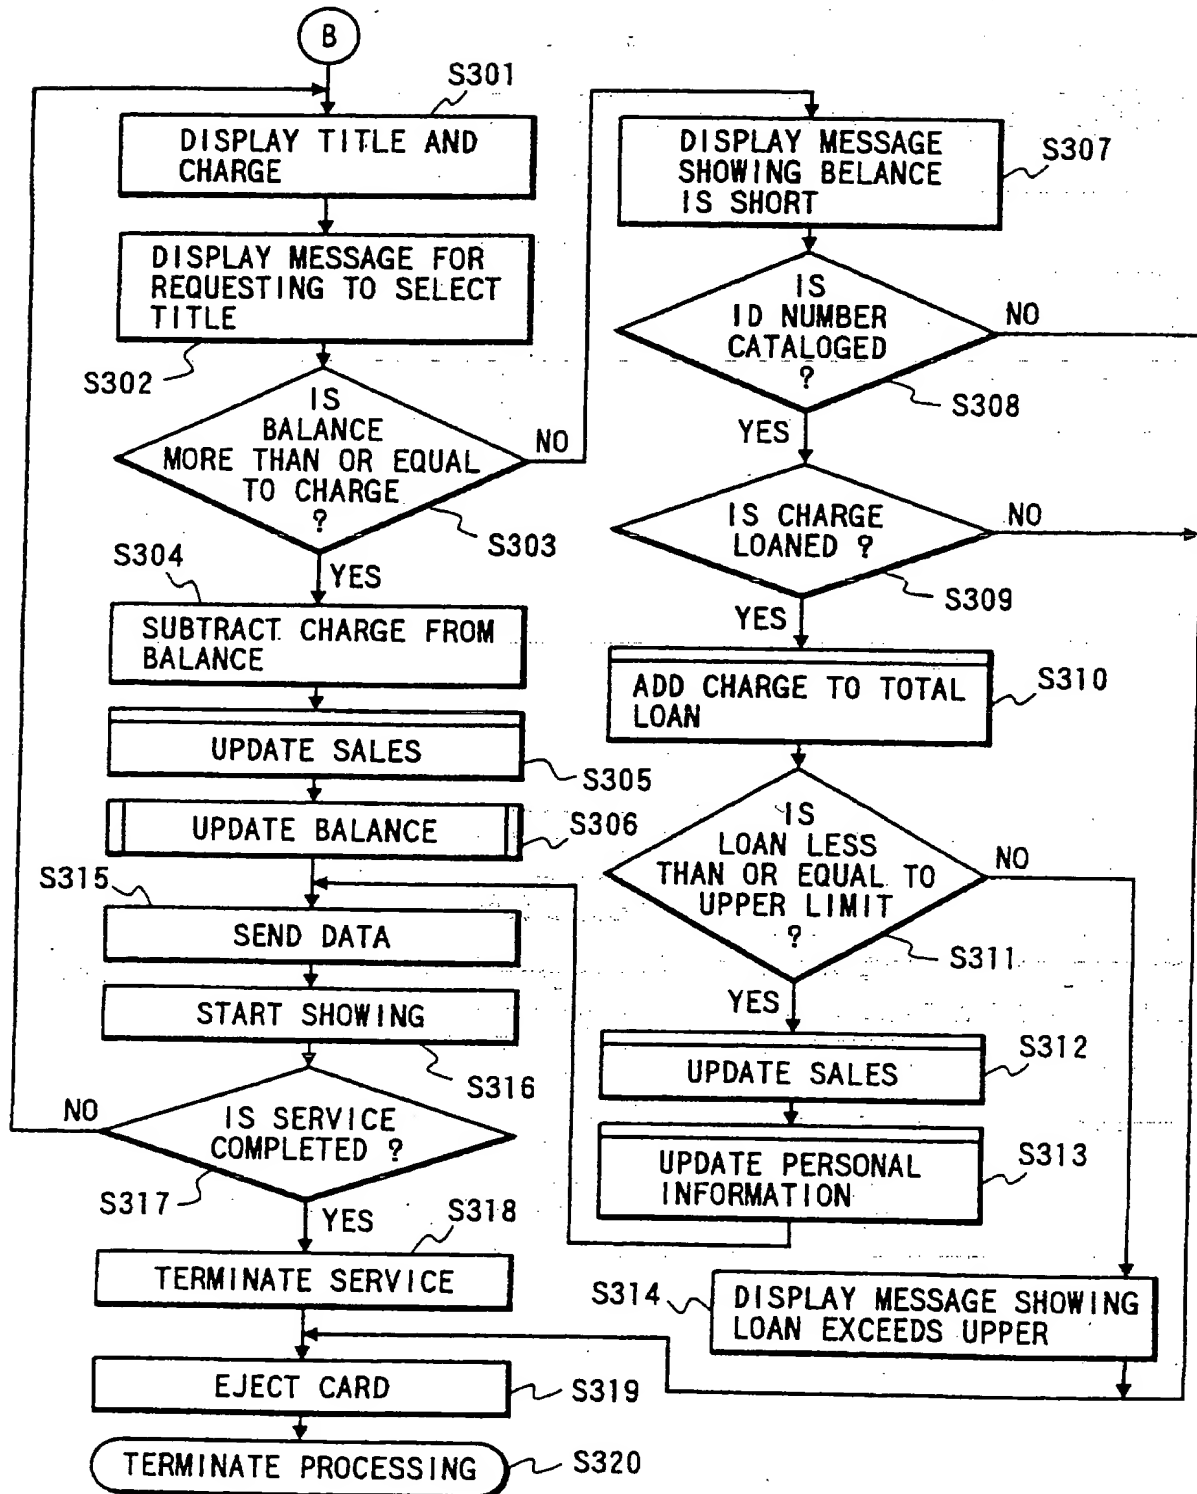 B
S301
DISPLAY TITLE AND
CHARGE
DISPLAY MESSAGE FOR
REQUESTING TO SELECT
TITLE
S302
IS
BALANCE
MORE THAN OR EQUAL
TO CHARGE
?
NO
S303
YES
S304
SUBTRACT CHARGE FROM
BALANCE
UPDATE SALES
S305
UPDATE BALANCE
S306
S315
SEND DATA
START SHOWING
S316
NO
IS SERVICE
COMPLETED ?
S317
YES
S318
TERMINATE SERVICE
EJECT CARD
S319
TERMINATE PROCESSING
S320
DISPLAY MESSAGE
SHOWING BELANCE
IS SHORT
S307
IS
ID NUMBER
CATALOGED
?
NO
S308
YES
IS CHARGE
LOANED ?
NO
S309
YES
ADD CHARGE TO TOTAL
LOAN
S310
IS
LOAN LESS
THAN OR EQUAL TO
UPPER LIMIT
?
NO
S311
YES
S312
UPDATE SALES
S313
UPDATE PERSONAL
INFORMATION
S314
DISPLAY MESSAGE SHOWING
LOAN EXCEEDS UPPER